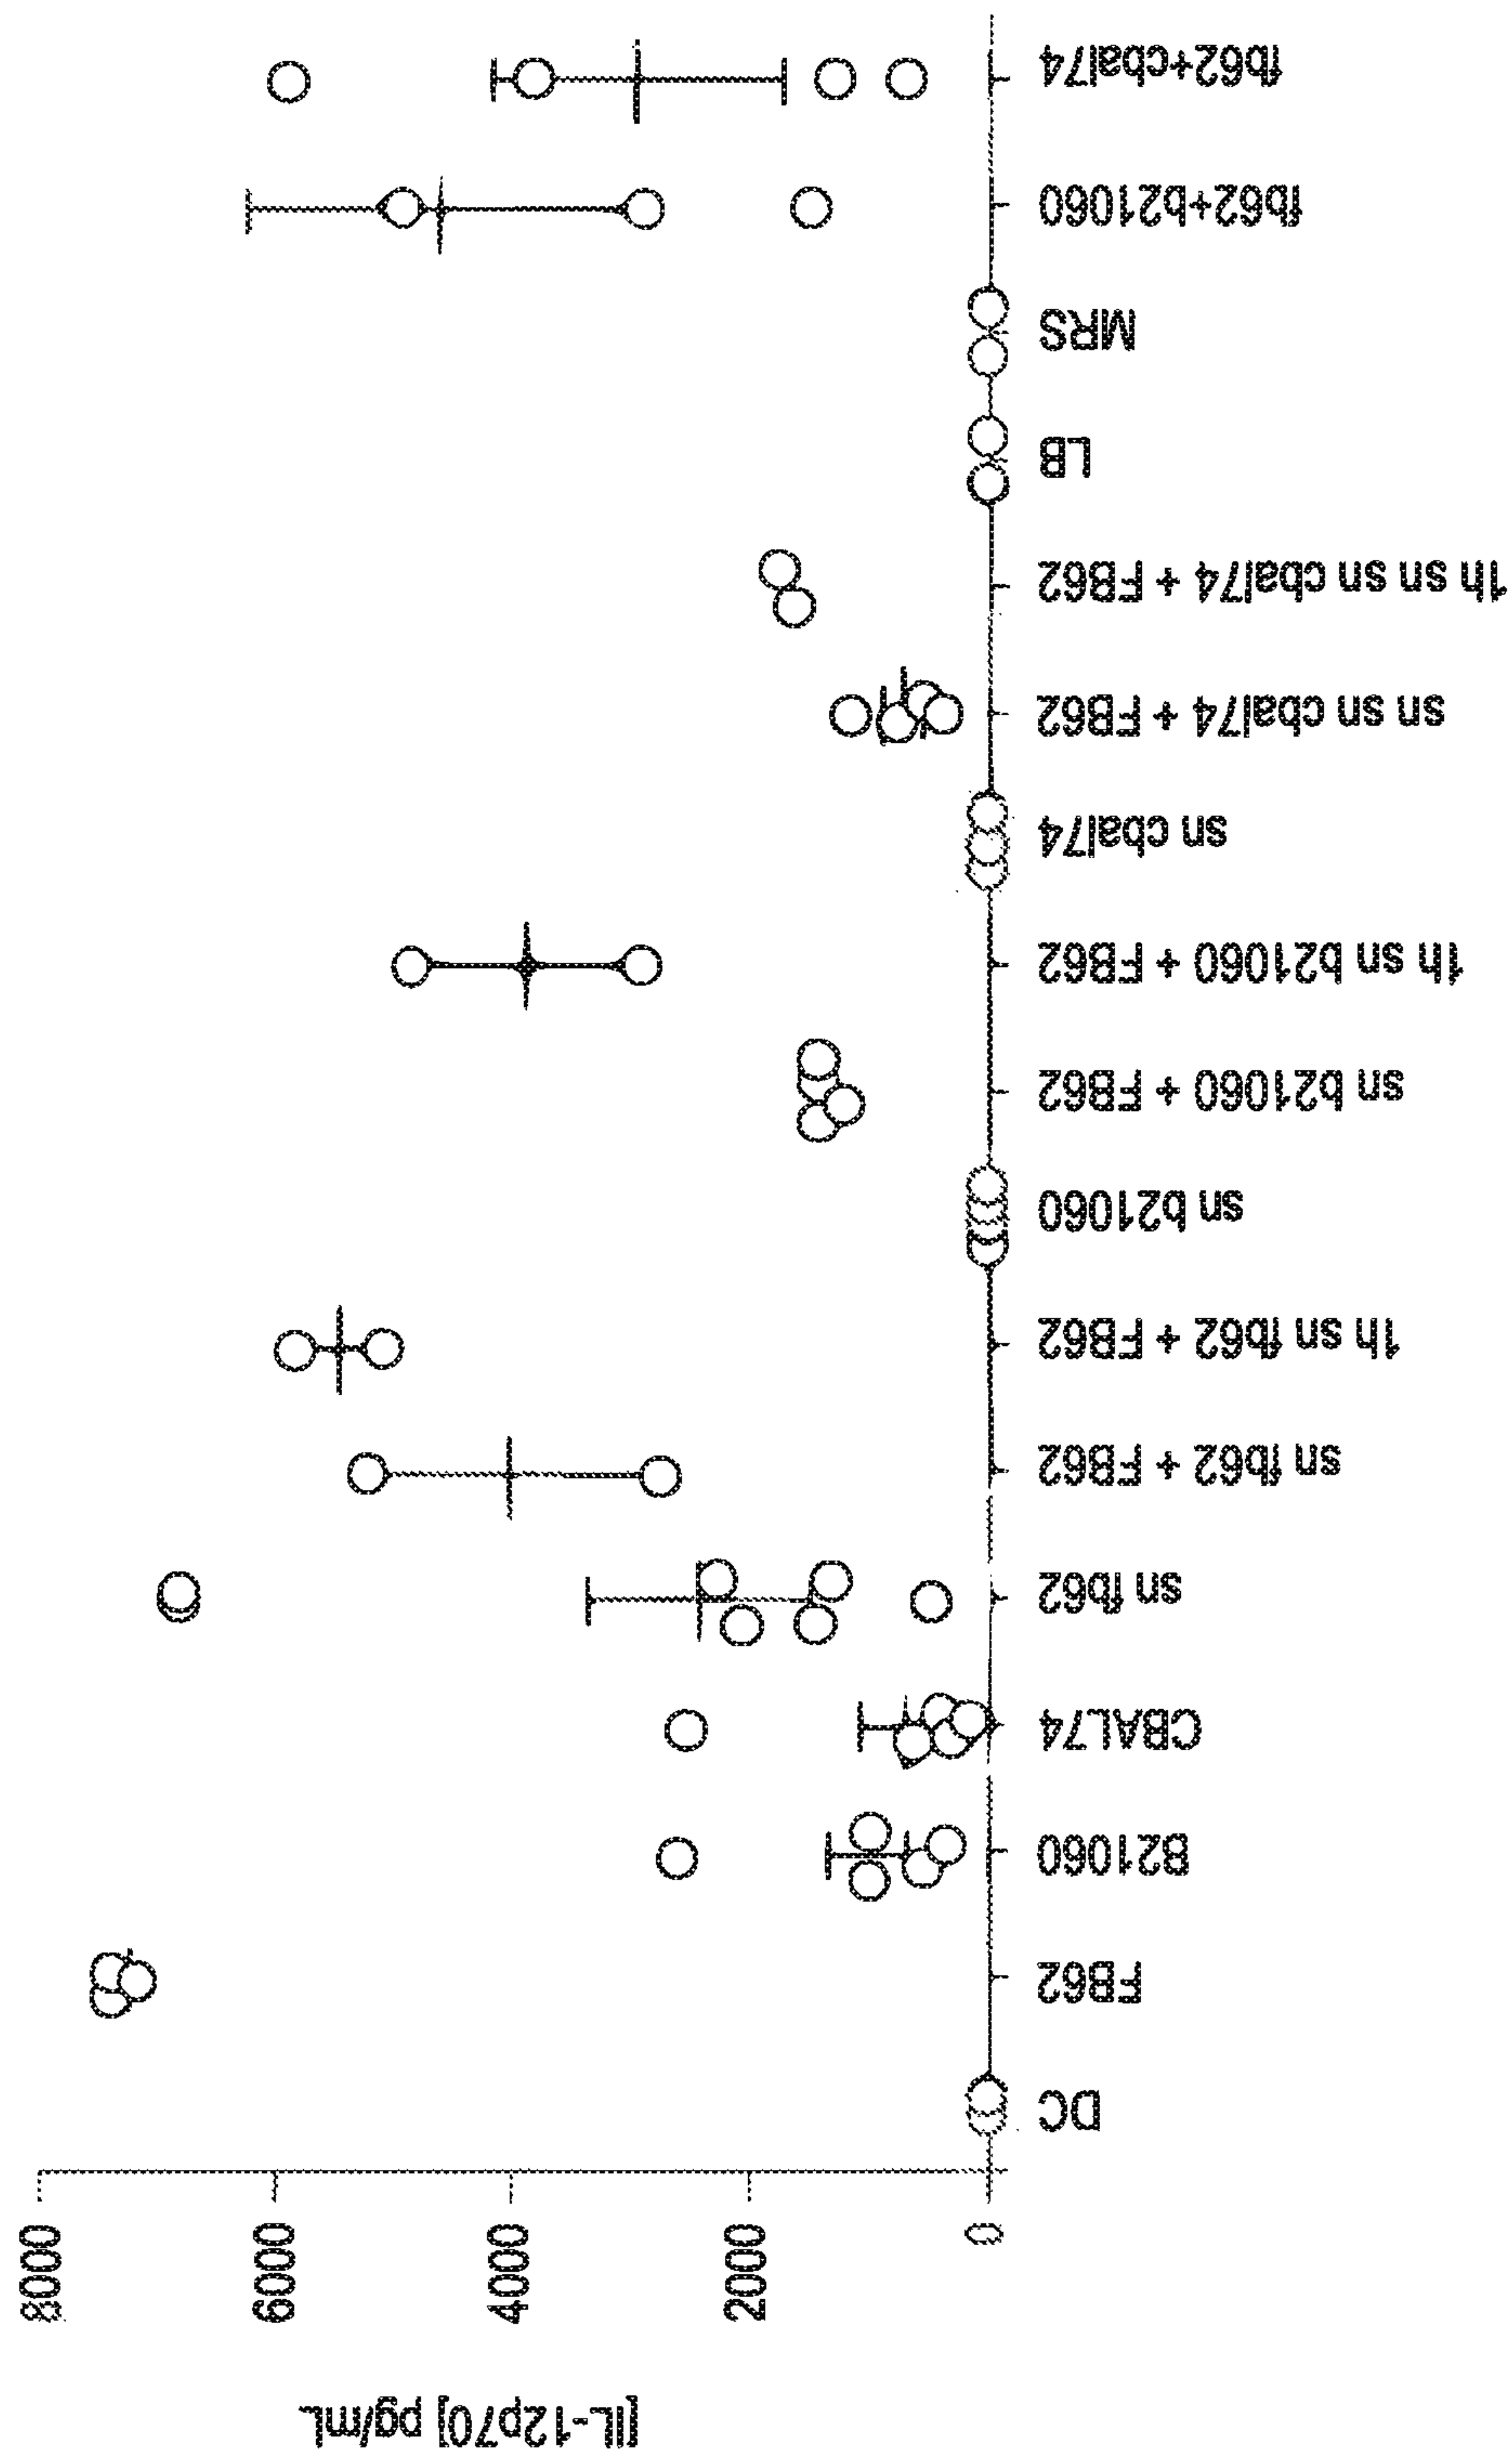 [IL-12p70] pg/mL
8000
6000
4000
2000
0
DC
FB62
B21060
CBAL74
sn fb62
sn fb62 + FB62
1h sn fb62 + FB62
sn b21060
sn b21060 + FB62
1h sn b21060 + FB62
sn cbal74
sn sn cbal74 + FB62
1h sn sn cbal74 + FB62
LB
MRS
fb62+b21060
fb62+cbal74